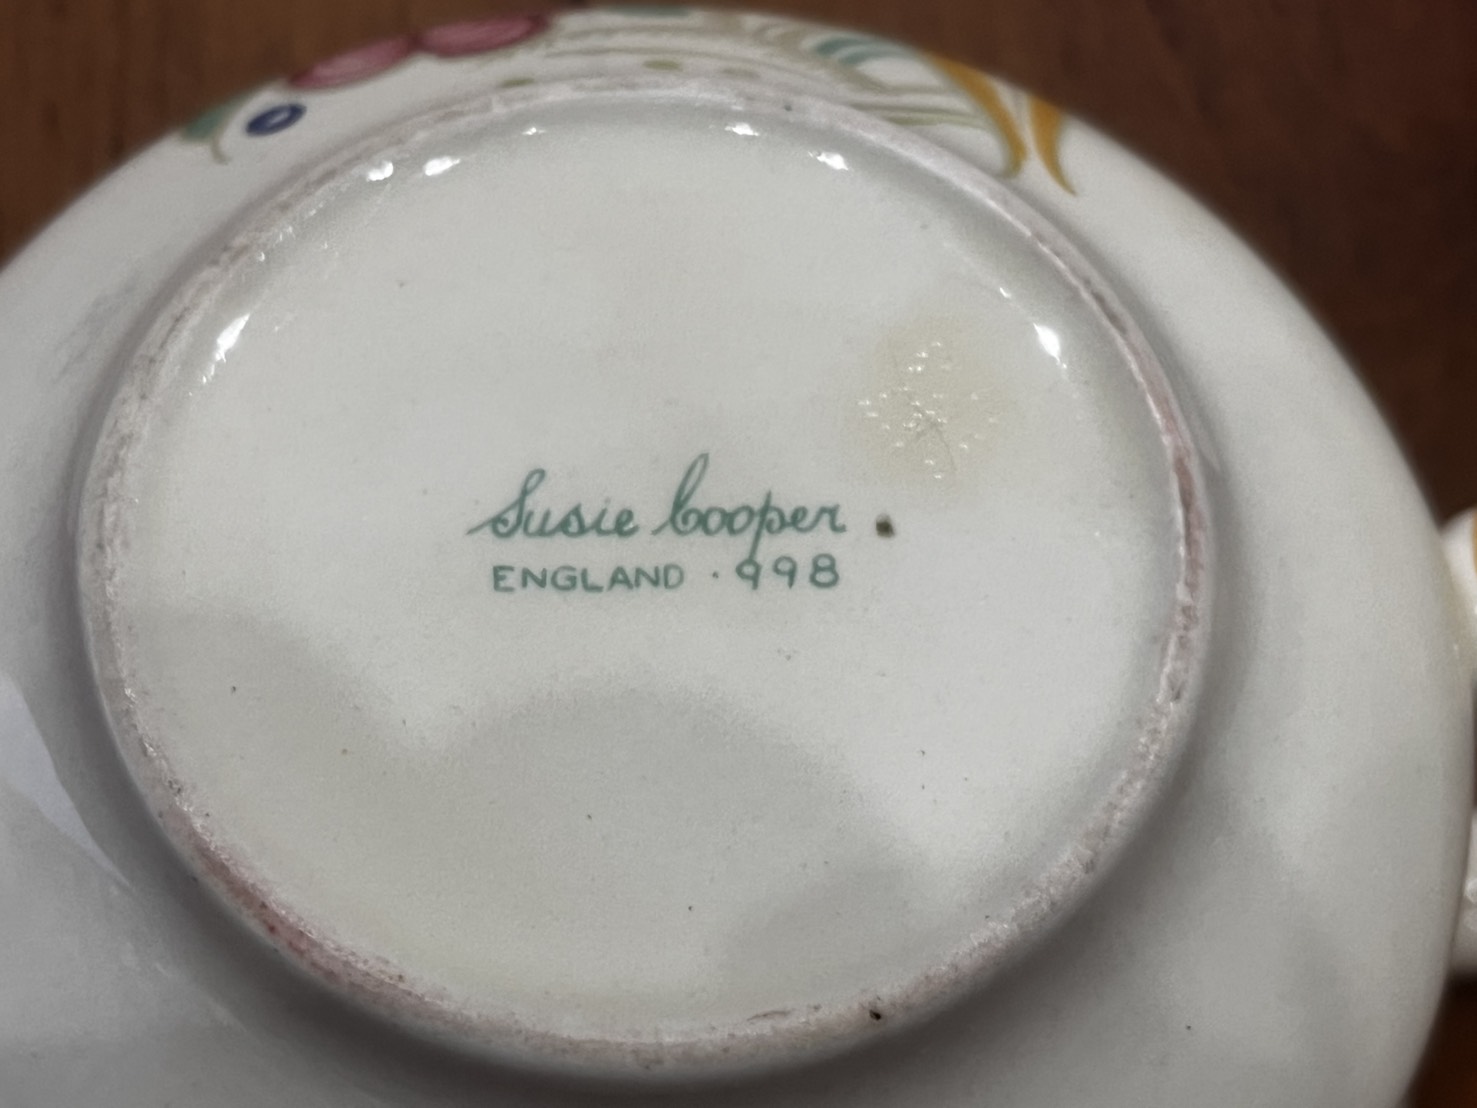 Susie Cooper
ENGLAND · 998